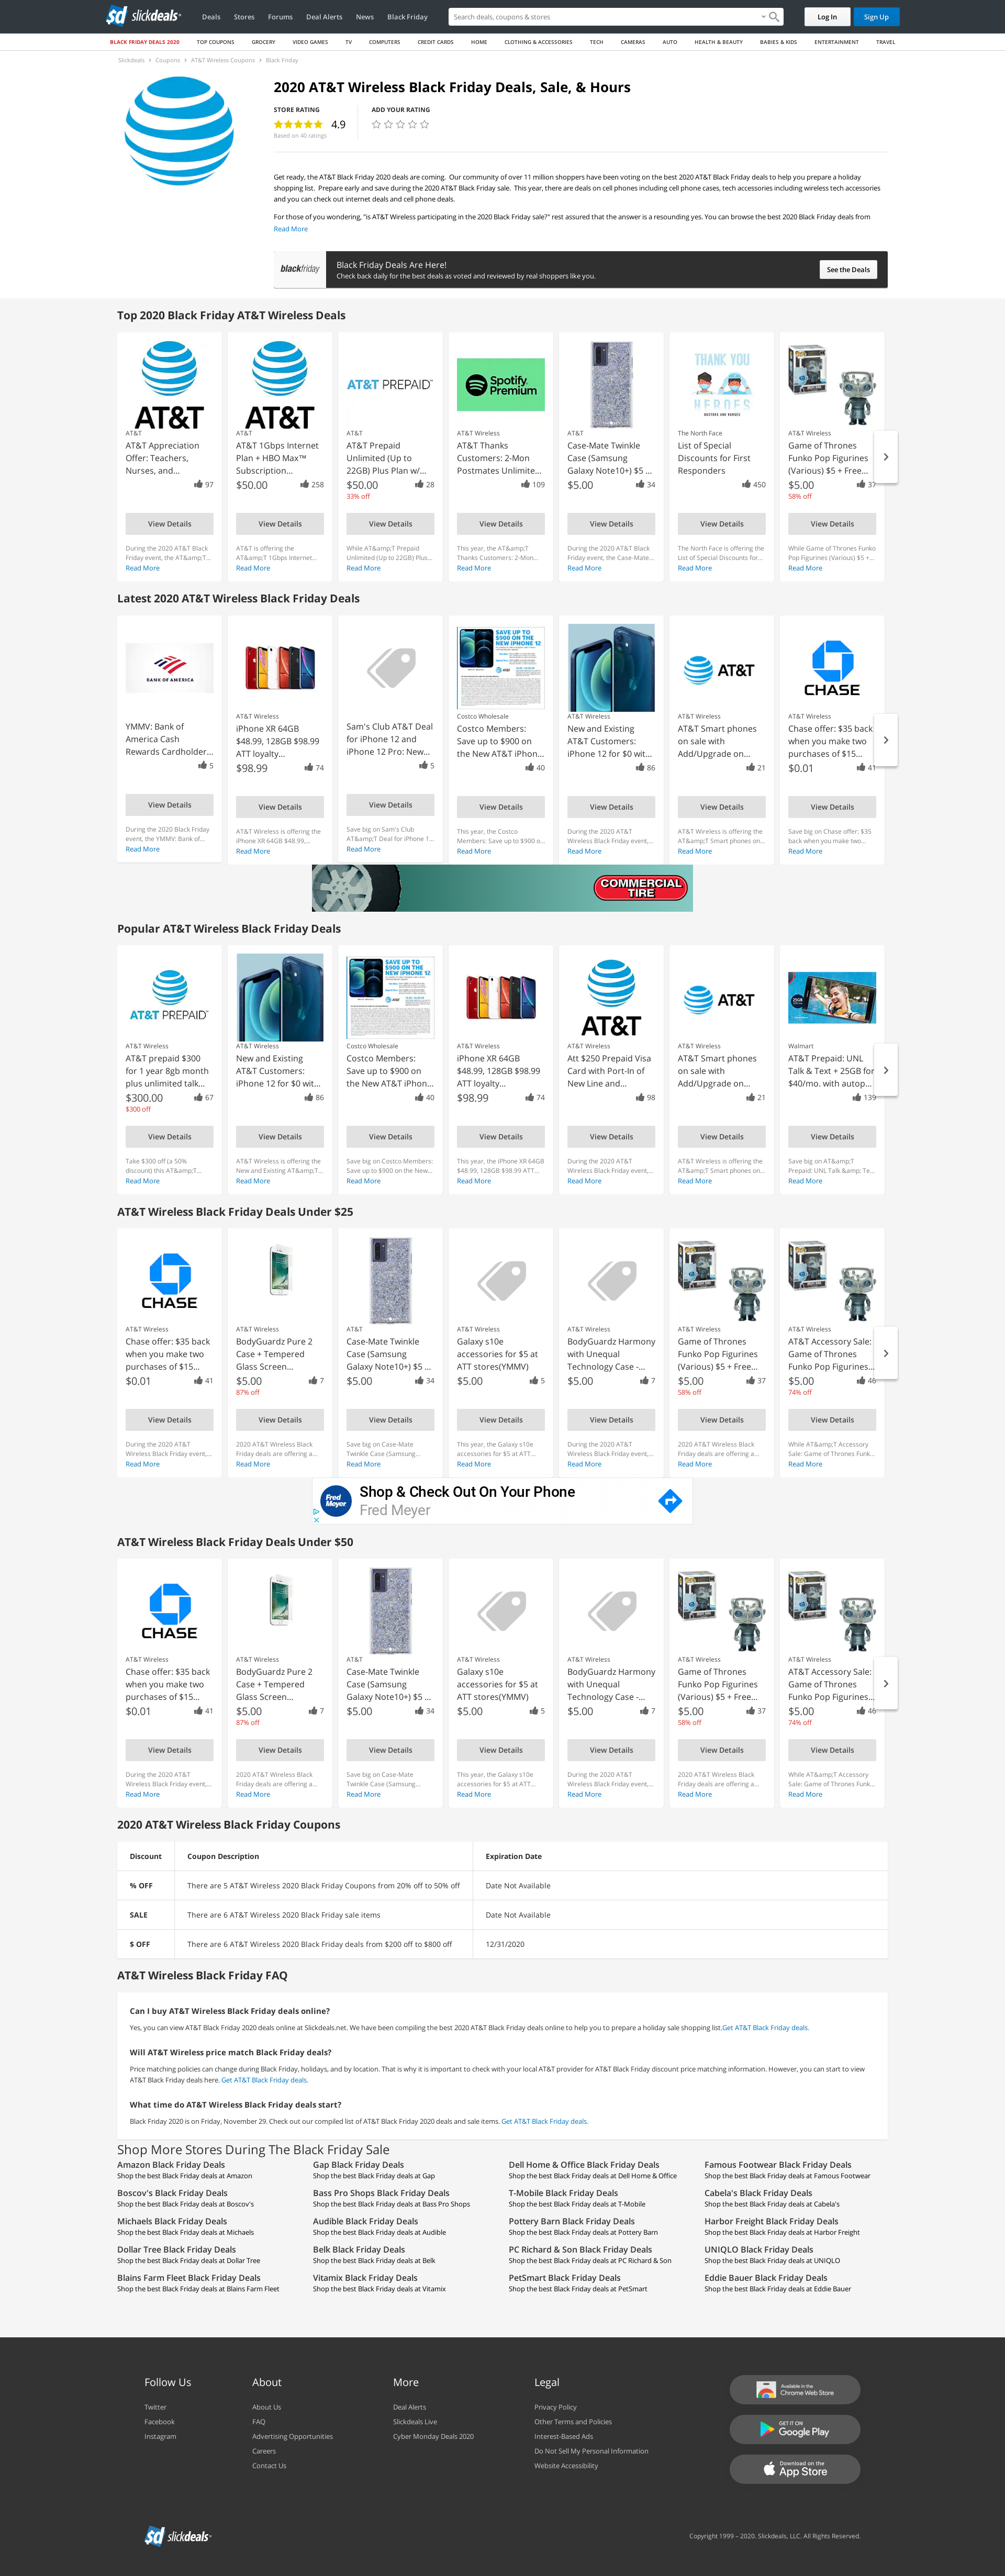 slickdeals
Deals Stores Forums Deal Alerts News Black Friday
Search deals, coupons & stores
Log In
Sign Up
BLACK FRIDAY DEALS 2020 TOP COUPONS GROCERY VIDEO GAMES TV COMPUTERS CREDIT CARDS HOME CLOTHING & ACCESSORIES TECH CAMERAS AUTO HEALTH & BEAUTY BABIES & KIDS ENTERTAINMENT TRAVEL
Slickdeals > Coupons > AT&T Wireless Coupons > Black Friday
2020 AT&T Wireless Black Friday Deals, Sale, & Hours
STORE RATING
4.9
Based on 40 ratings
ADD YOUR RATING
Get ready, the AT&T Black Friday 2020 deals are coming. Our community of over 11 million shoppers have been voting on the best 2020 AT&T Black Friday deals to help you prepare a holiday
shopping list. Prepare early and save during the 2020 AT&T Black Friday sale. This year, there are deals on cell phones including cell phone cases, tech accessories including wireless tech accessories
and you can check out internet deals and cell phone deals.
For those of you wondering, "is AT&T Wireless participating in the 2020 Black Friday sale?" rest assured that the answer is a resounding yes. You can browse the best 2020 Black Friday deals from
Read More
blackfriday
Black Friday Deals Are Here!
Check back daily for the best deals as voted and reviewed by real shoppers like you.
See the Deals
Top 2020 Black Friday AT&T Wireless Deals
AT&T
AT&T
AT&T Appreciation
Offer: Teachers,
Nurses, and...
97
View Details
During the 2020 AT&T Black
Friday event, the AT&amp;T...
Read More
AT&T
AT&T
AT&T 1Gbps Internet
Plan + HBO Max™
Subscription...
$50.00 258
View Details
AT&T is offering the
AT&amp;T 1Gbps Internet...
Read More
AT&T PREPAID
AT&T
AT&T Prepaid
Unlimited (Up to
22GB) Plus Plan w/...
$50.00 28
33% off
View Details
While AT&amp;T Prepaid
Unlimited (Up to 22GB) Plus...
Read More
Spotify Premium
AT&T Wireless
AT&T Thanks
Customers: 2-Mon
Postmates Unlimite...
109
View Details
This year, the AT&amp;T
Thanks Customers: 2-Mon...
Read More
AT&T
Case-Mate Twinkle
Case (Samsung
Galaxy Note10+) $5 ...
$5.00 34
View Details
During the 2020 AT&T Black
Friday event, the Case-Mate...
Read More
THANK YOU
HEROES
DOCTORS AND NURSES
The North Face
List of Special
Discounts for First
Responders
450
View Details
The North Face is offering the
List of Special Discounts for...
Read More
AT&T Wireless
Game of Thrones
Funko Pop Figurines
(Various) $5 + Free...
$5.00 37
58% off
View Details
While Game of Thrones Funko
Pop Figurines (Various) $5 +...
Read More
Latest 2020 AT&T Wireless Black Friday Deals
BANK OF AMERICA
YMMV: Bank of
America Cash
Rewards Cardholder...
5
View Details
During the 2020 Black Friday
event, the YMMV: Bank of...
Read More
AT&T Wireless
iPhone XR 64GB
$48.99, 128GB $98.99
ATT loyalty...
$98.99 74
View Details
AT&T Wireless is offering the
iPhone XR 64GB $48.99,...
Read More
Sam's Club AT&T Deal
for iPhone 12 and
iPhone 12 Pro: New...
5
View Details
Save big on Sam's Club
AT&amp;T Deal for iPhone 1...
Read More
SAVE UP TO
$900 ON THE
NEW iPHONE 12
Costco Wholesale
Costco Members:
Save up to $900 on
the New AT&T iPhon...
40
View Details
This year, the Costco
Members: Save up to $900 o...
Read More
AT&T Wireless
New and Existing
AT&T Customers:
iPhone 12 for $0 wit...
86
View Details
During the 2020 AT&T
Wireless Black Friday event,...
Read More
AT&T
AT&T Wireless
AT&T Smart phones
on sale with
Add/Upgrade on...
21
View Details
AT&T Wireless is offering the
AT&amp;T Smart phones on...
Read More
CHASE
AT&T Wireless
Chase offer: $35 back
when you make two
purchases of $15...
$0.01 41
View Details
Save big on Chase offer: $35
back when you make two...
Read More
COMMERCIAL TIRE
Popular AT&T Wireless Black Friday Deals
AT&T PREPAID
AT&T Wireless
AT&T prepaid $300
for 1 year 8gb month
plus unlimited talk...
$300.00 67
$300 off
View Details
Take $300 off (a 50%
discount) this AT&amp;T...
Read More
AT&T Wireless
New and Existing
AT&T Customers:
iPhone 12 for $0 wit...
86
View Details
AT&T Wireless is offering the
New and Existing AT&amp;T...
Read More
SAVE UP TO
$900 ON THE
NEW iPHONE 12
Costco Wholesale
Costco Members:
Save up to $900 on
the New AT&T iPhon...
40
View Details
Save big on Costco Members:
Save up to $900 on the New...
Read More
AT&T Wireless
iPhone XR 64GB
$48.99, 128GB $98.99
ATT loyalty...
$98.99 74
View Details
This year, the iPhone XR 64GB
$48.99, 128GB $98.99 ATT...
Read More
AT&T
AT&T Wireless
Att $250 Prepaid Visa
Card with Port-In of
New Line and...
98
View Details
During the 2020 AT&T
Wireless Black Friday event,...
Read More
AT&T
AT&T Wireless
AT&T Smart phones
on sale with
Add/Upgrade on...
21
View Details
AT&T Wireless is offering the
AT&amp;T Smart phones on...
Read More
25GB
Walmart
AT&T Prepaid: UNL
Talk & Text + 25GB for
$40/mo. with autop...
139
View Details
Save big on AT&amp;T
Prepaid: UNL Talk &amp; Te...
Read More
AT&T Wireless Black Friday Deals Under $25
CHASE
AT&T Wireless
Chase offer: $35 back
when you make two
purchases of $15...
$0.01 41
View Details
During the 2020 AT&T
Wireless Black Friday event,...
Read More
AT&T Wireless
BodyGuardz Pure 2
Case + Tempered
Glass Screen...
$5.00 7
87% off
View Details
2020 AT&T Wireless Black
Friday deals are offering a...
Read More
AT&T
Case-Mate Twinkle
Case (Samsung
Galaxy Note10+) $5 ...
$5.00 34
View Details
Save big on Case-Mate
Twinkle Case (Samsung...
Read More
AT&T Wireless
Galaxy s10e
accessories for $5 at
ATT stores(YMMV)
$5.00 5
View Details
This year, the Galaxy s10e
accessories for $5 at ATT...
Read More
AT&T Wireless
BodyGuardz Harmony
with Unequal
Technology Case -...
$5.00 7
View Details
During the 2020 AT&T
Wireless Black Friday event,...
Read More
AT&T Wireless
Game of Thrones
Funko Pop Figurines
(Various) $5 + Free...
$5.00 37
58% off
View Details
2020 AT&T Wireless Black
Friday deals are offering a...
Read More
AT&T Wireless
AT&T Accessory Sale:
Game of Thrones
Funko Pop Figurines...
$5.00 46
74% off
View Details
While AT&amp;T Accessory
Sale: Game of Thrones Funk...
Read More
Fred Meyer
Shop & Check Out On Your Phone
Fred Meyer
AT&T Wireless Black Friday Deals Under $50
CHASE
AT&T Wireless
Chase offer: $35 back
when you make two
purchases of $15...
$0.01 41
View Details
During the 2020 AT&T
Wireless Black Friday event,...
Read More
AT&T Wireless
BodyGuardz Pure 2
Case + Tempered
Glass Screen...
$5.00 7
87% off
View Details
2020 AT&T Wireless Black
Friday deals are offering a...
Read More
AT&T
Case-Mate Twinkle
Case (Samsung
Galaxy Note10+) $5 ...
$5.00 34
View Details
Save big on Case-Mate
Twinkle Case (Samsung...
Read More
AT&T Wireless
Galaxy s10e
accessories for $5 at
ATT stores(YMMV)
$5.00 5
View Details
This year, the Galaxy s10e
accessories for $5 at ATT...
Read More
AT&T Wireless
BodyGuardz Harmony
with Unequal
Technology Case -...
$5.00 7
View Details
During the 2020 AT&T
Wireless Black Friday event,...
Read More
AT&T Wireless
Game of Thrones
Funko Pop Figurines
(Various) $5 + Free...
$5.00 37
58% off
View Details
2020 AT&T Wireless Black
Friday deals are offering a...
Read More
AT&T Wireless
AT&T Accessory Sale:
Game of Thrones
Funko Pop Figurines...
$5.00 46
74% off
View Details
While AT&amp;T Accessory
Sale: Game of Thrones Funk...
Read More
2020 AT&T Wireless Black Friday Coupons
Discount Coupon Description Expiration Date
% OFF There are 5 AT&T Wireless 2020 Black Friday Coupons from 20% off to 50% off Date Not Available
SALE There are 6 AT&T Wireless 2020 Black Friday sale items Date Not Available
$ OFF There are 6 AT&T Wireless 2020 Black Friday deals from $200 off to $800 off 12/31/2020
AT&T Wireless Black Friday FAQ
Can I buy AT&T Wireless Black Friday deals online?
Yes, you can view AT&T Black Friday 2020 deals online at Slickdeals.net. We have been compiling the best 2020 AT&T Black Friday deals online to help you to prepare a holiday sale shopping list.Get AT&T Black Friday deals.
Will AT&T Wireless price match Black Friday deals?
Price matching policies can change during Black Friday, holidays, and by location. That is why it is important to check with your local AT&T provider for AT&T Black Friday discount price matching information. However, you can start to view
AT&T Black Friday deals here. Get AT&T Black Friday deals.
What time do AT&T Wireless Black Friday deals start?
Black Friday 2020 is on Friday, November 29. Check out our compiled list of AT&T Black Friday 2020 deals and sale items. Get AT&T Black Friday deals.
Shop More Stores During The Black Friday Sale
Amazon Black Friday Deals Gap Black Friday Deals Dell Home & Office Black Friday Deals Famous Footwear Black Friday Deals
Shop the best Black Friday deals at Amazon Shop the best Black Friday deals at Gap Shop the best Black Friday deals at Dell Home & Office Shop the best Black Friday deals at Famous Footwear
Boscov's Black Friday Deals Bass Pro Shops Black Friday Deals T-Mobile Black Friday Deals Cabela's Black Friday Deals
Shop the best Black Friday deals at Boscov's Shop the best Black Friday deals at Bass Pro Shops Shop the best Black Friday deals at T-Mobile Shop the best Black Friday deals at Cabela's
Michaels Black Friday Deals Audible Black Friday Deals Pottery Barn Black Friday Deals Harbor Freight Black Friday Deals
Shop the best Black Friday deals at Michaels Shop the best Black Friday deals at Audible Shop the best Black Friday deals at Pottery Barn Shop the best Black Friday deals at Harbor Freight
Dollar Tree Black Friday Deals Belk Black Friday Deals PC Richard & Son Black Friday Deals UNIQLO Black Friday Deals
Shop the best Black Friday deals at Dollar Tree Shop the best Black Friday deals at Belk Shop the best Black Friday deals at PC Richard & Son Shop the best Black Friday deals at UNIQLO
Blains Farm Fleet Black Friday Deals Vitamix Black Friday Deals PetSmart Black Friday Deals Eddie Bauer Black Friday Deals
Shop the best Black Friday deals at Blains Farm Fleet Shop the best Black Friday deals at Vitamix Shop the best Black Friday deals at PetSmart Shop the best Black Friday deals at Eddie Bauer
Follow Us
Twitter
Facebook
Instagram
About
About Us
FAQ
Advertising Opportunities
Careers
Contact Us
More
Deal Alerts
Slickdeals Live
Cyber Monday Deals 2020
Legal
Privacy Policy
Other Terms and Policies
Interest-Based Ads
Do Not Sell My Personal Information
Website Accessibility
Available in the
Chrome Web Store
GET IT ON
Google Play
Download on the
App Store
slickdeals
Copyright 1999 – 2020. Slickdeals, LLC. All Rights Reserved.